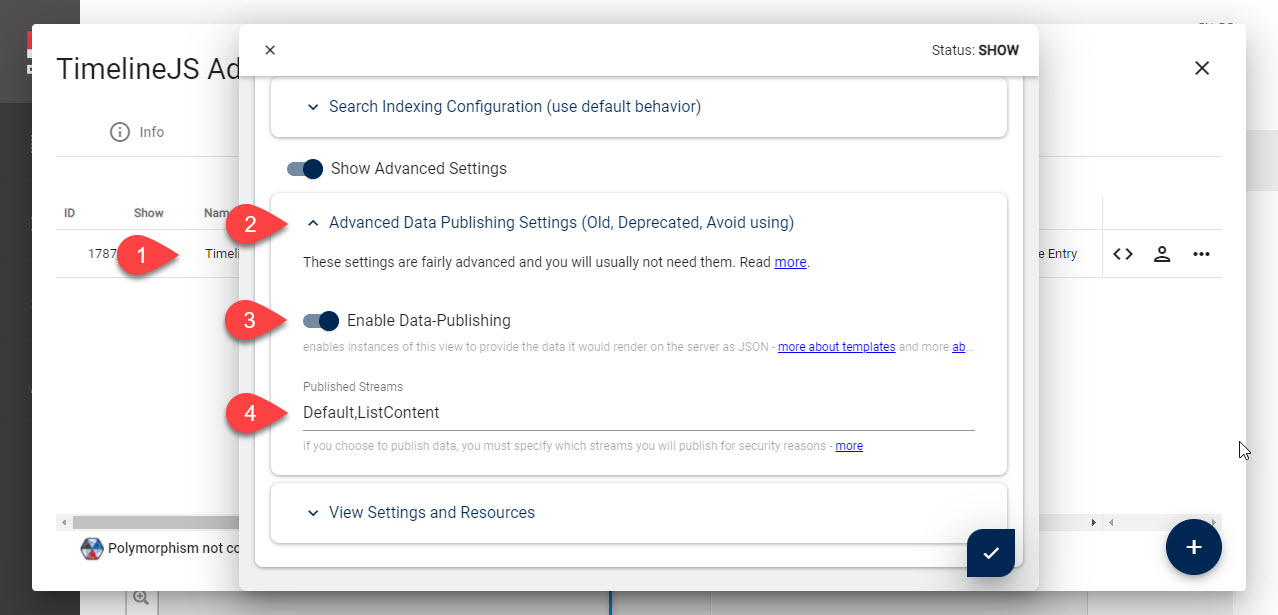 Status: SHOW
TimelineJS Ad
Search Indexing Configuration (use default behavior)
Info
Show Advanced Settings
ID Show Nam
2 Advanced Data Publishing Settings (Old, Deprecated, Avoid using)
1787 1 Timeli e Entry
These settings are fairly advanced and you will usually not need them. Read more.
3 Enable Data-Publishing
enables instances of this view to provide the data it would render on the server as JSON - more about templates and more ab...
Published Streams
4 Default,ListContent
if you choose to publish data, you must specify which streams you will publish for security reasons - more
View Settings and Resources
Polymorphism not co